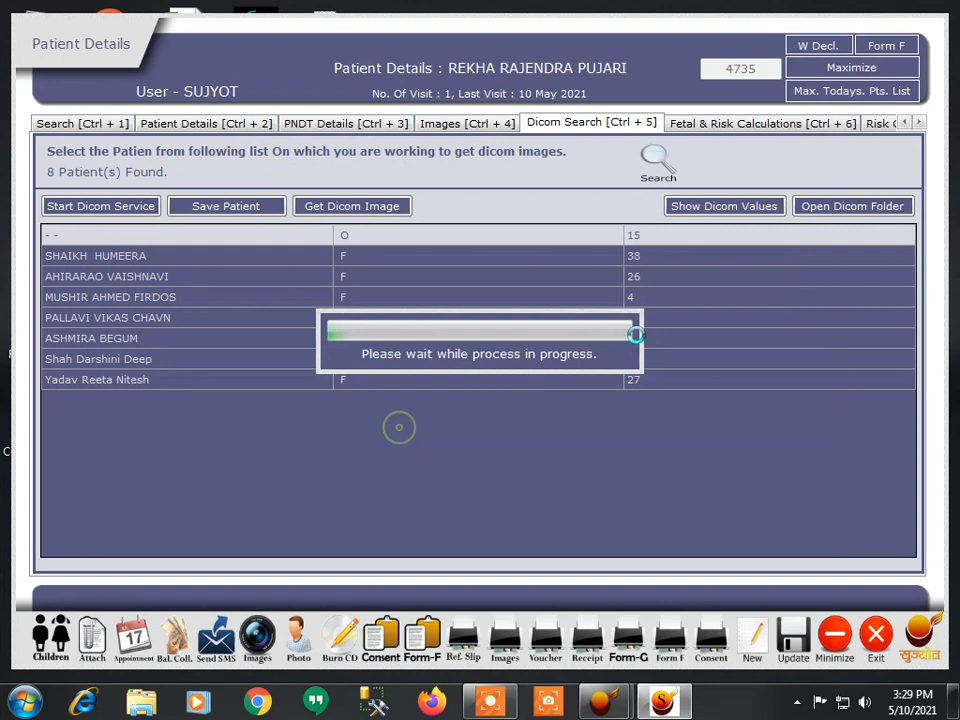 Patient Details
Patient Details : REKHA RAJENDRA PUJARI
4735
W Decl.
Form F
Maximize
User - SUJYOT
No. Of Visit : 1, Last Visit : 10 May 2021
Max. Todays. Pts. List
Search [Ctrl + 1]
Patient Details [Ctrl + 2]
PNDT Details [Ctrl + 3]
Images [Ctrl + 4]
Dicom Search [Ctrl + 5]
Fetal & Risk Calculations [Ctrl + 6]
Risk
Select the Patien from following list On which you are working to get dicom images.
8 Patient(s) Found.
Search
Start Dicom Service
Save Patient
Get Dicom Image
Show Dicom Values
Open Dicom Folder
- - O 15
SHAIKH HUMEERA F 38
AHIRARAO VAISHNAVI F 26
MUSHIR AHMED FIRDOS F 4
PALLAVI VIKAS CHAVN
ASHMIRA BEGUM
Shah Darshini Deep
Yadav Reeta Nitesh F 27
Please wait while process in progress.
Children
Attach
17
Appointment
Bal. Coll.
Send SMS
Images
Photo
Burn CD
Consent
Form-F
Ref. Slip
Images
Voucher
Receipt
Form-G
Form F
Consent
New
Update
Minimize
Exit
सुज्योत
3:29 PM
5/10/2021